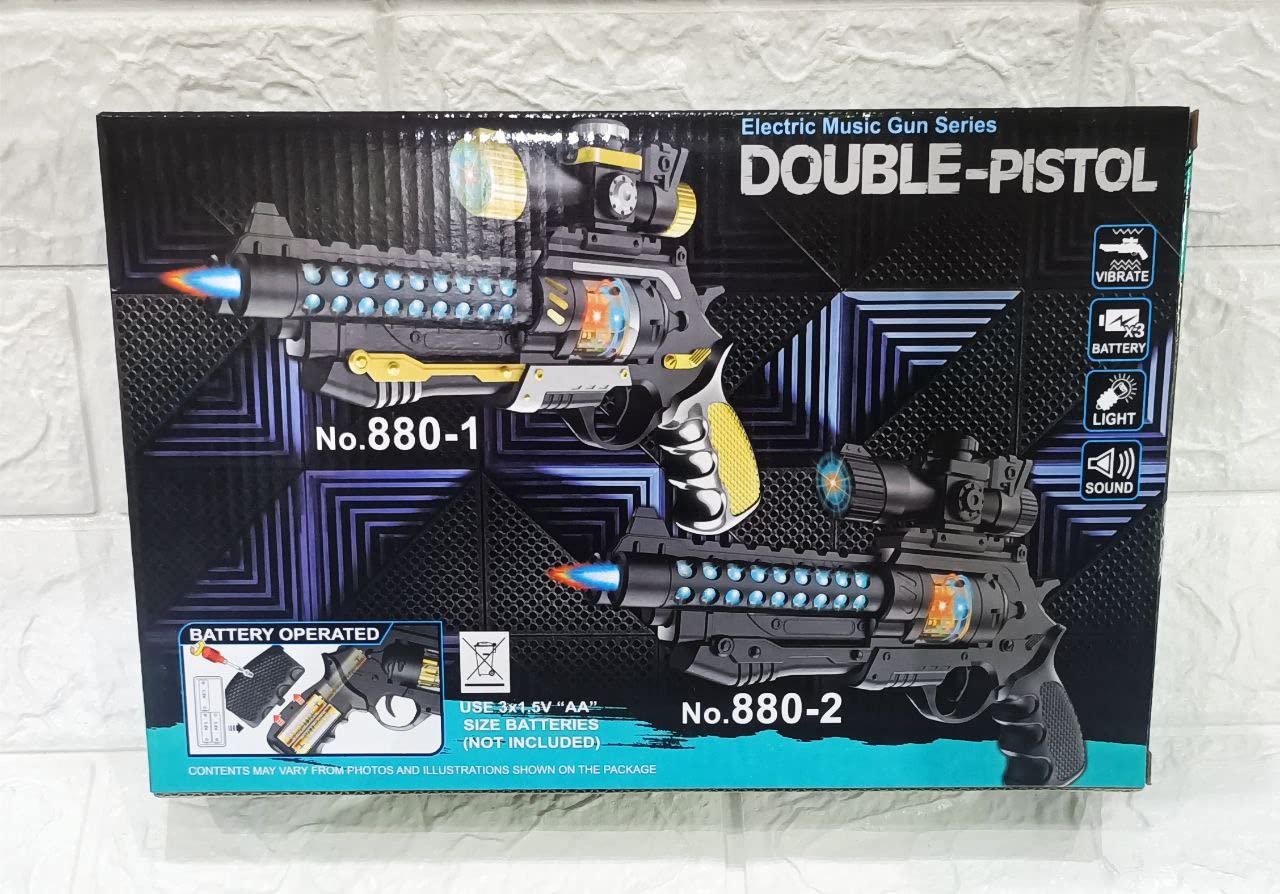 Electric Music Gun Series
DOUBLE-PISTOL
VIBRATE
x3
BATTERY
LIGHT
SOUND
No.880-1
No.880-2
BATTERY OPERATED
USE 3x1.5V “AA”
SIZE BATTERIES
(NOT INCLUDED)
CONTENTS MAY VARY FROM PHOTOS AND ILLUSTRATIONS SHOWN ON THE PACKAGE